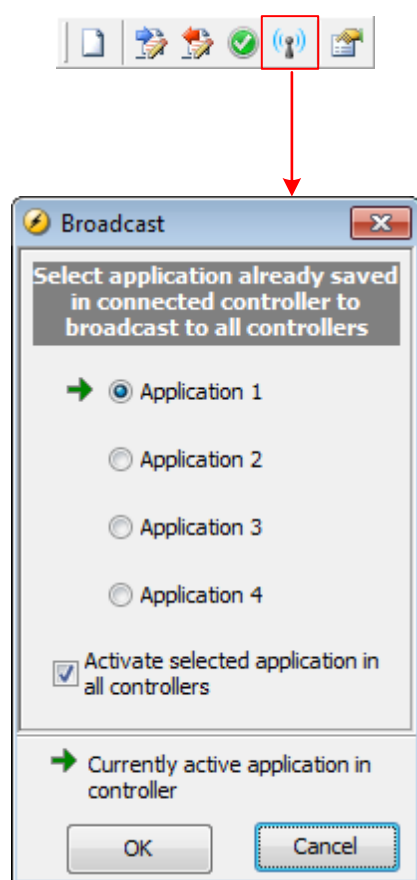 Broadcast
Select application already saved
in connected controller to
broadcast to all controllers
Application 1
Application 2
Application 3
Application 4
Activate selected application in
all controllers
Currently active application in
controller
OK
Cancel